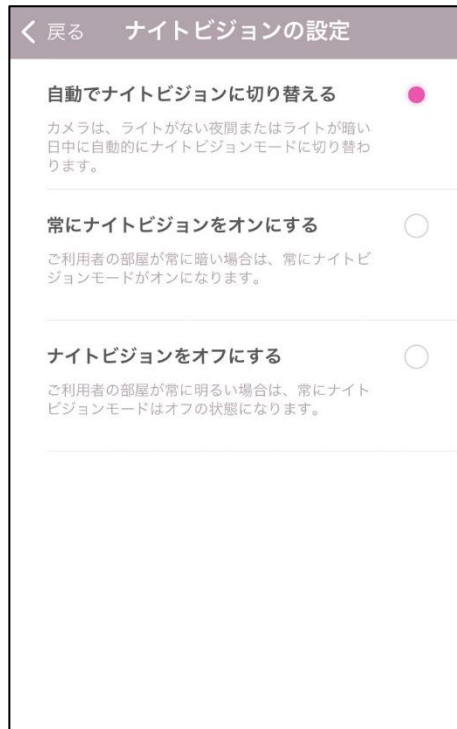 戻る ナイトビジョンの設定
自動でナイトビジョンに切り替える
カメラは、ライトがない夜間またはライトが暗い
日中に自動的にナイトビジョンモードに切り替わ
ります。
常にナイトビジョンをオンにする
ご利用者の部屋が常に暗い場合は、常にナイトビ
ジョンモードがオンになります。
ナイトビジョンをオフにする
ご利用者の部屋が常に明るい場合は、常にナイト
ビジョンモードはオフの状態になります。